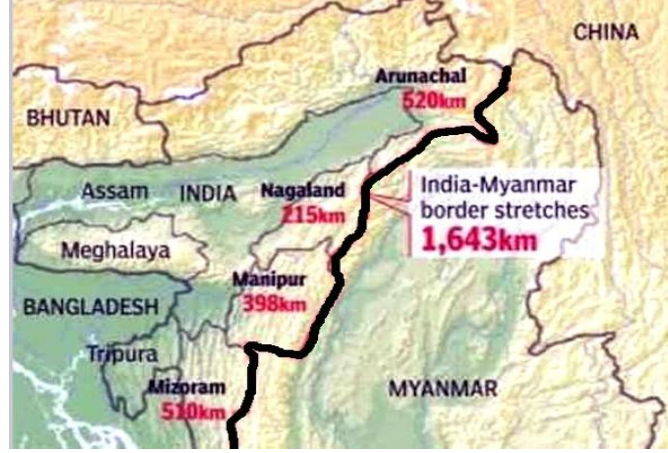 CHINA
Arunachal
520km
BHUTAN
Assam
INDIA
Nagaland
215km
India-Myanmar
border stretches
1,643km
Meghalaya
Manipur
398km
BANGLADESH
Tripura
Mizoram
510km
MYANMAR